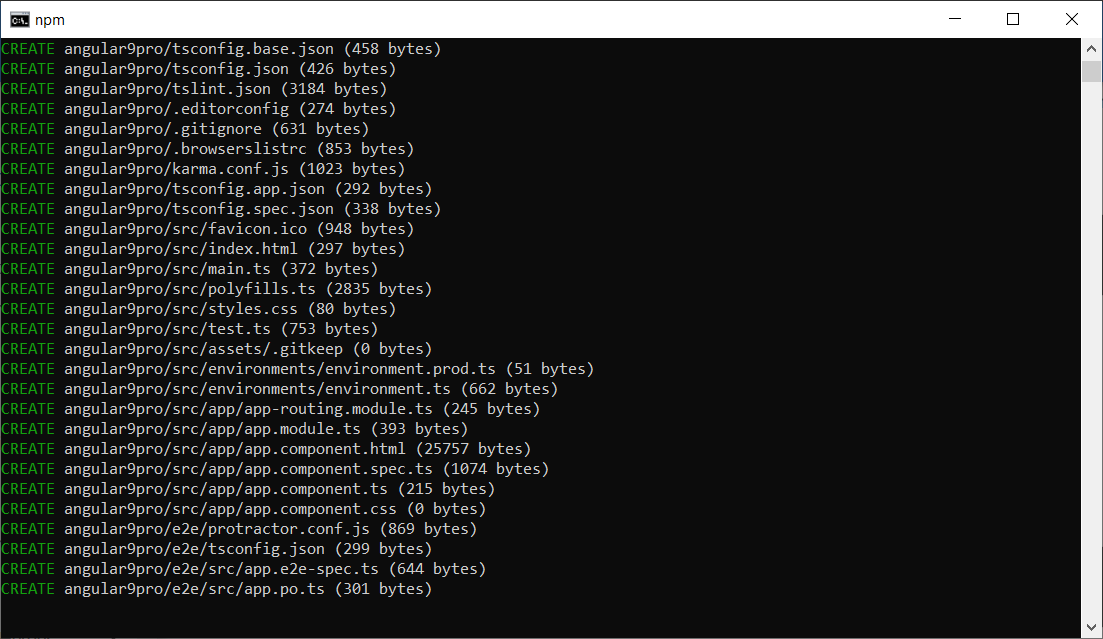 npm
CREATE angular9pro/tsconfig.base.json (458 bytes)
CREATE angular9pro/tsconfig.json (426 bytes)
CREATE angular9pro/tslint.json (3184 bytes)
CREATE angular9pro/.editorconfig (274 bytes)
CREATE angular9pro/.gitignore (631 bytes)
CREATE angular9pro/.browserslistrc (853 bytes)
CREATE angular9pro/karma.conf.js (1023 bytes)
CREATE angular9pro/tsconfig.app.json (292 bytes)
CREATE angular9pro/tsconfig.spec.json (338 bytes)
CREATE angular9pro/src/favicon.ico (948 bytes)
CREATE angular9pro/src/index.html (297 bytes)
CREATE angular9pro/src/main.ts (372 bytes)
CREATE angular9pro/src/polyfills.ts (2835 bytes)
CREATE angular9pro/src/styles.css (80 bytes)
CREATE angular9pro/src/test.ts (753 bytes)
CREATE angular9pro/src/assets/.gitkeep (0 bytes)
CREATE angular9pro/src/environments/environment.prod.ts (51 bytes)
CREATE angular9pro/src/environments/environment.ts (662 bytes)
CREATE angular9pro/src/app/app-routing.module.ts (245 bytes)
CREATE angular9pro/src/app/app.module.ts (393 bytes)
CREATE angular9pro/src/app/app.component.html (25757 bytes)
CREATE angular9pro/src/app/app.component.spec.ts (1074 bytes)
CREATE angular9pro/src/app/app.component.ts (215 bytes)
CREATE angular9pro/src/app/app.component.css (0 bytes)
CREATE angular9pro/e2e/protractor.conf.js (869 bytes)
CREATE angular9pro/e2e/tsconfig.json (299 bytes)
CREATE angular9pro/e2e/src/app.e2e-spec.ts (644 bytes)
CREATE angular9pro/e2e/src/app.po.ts (301 bytes)